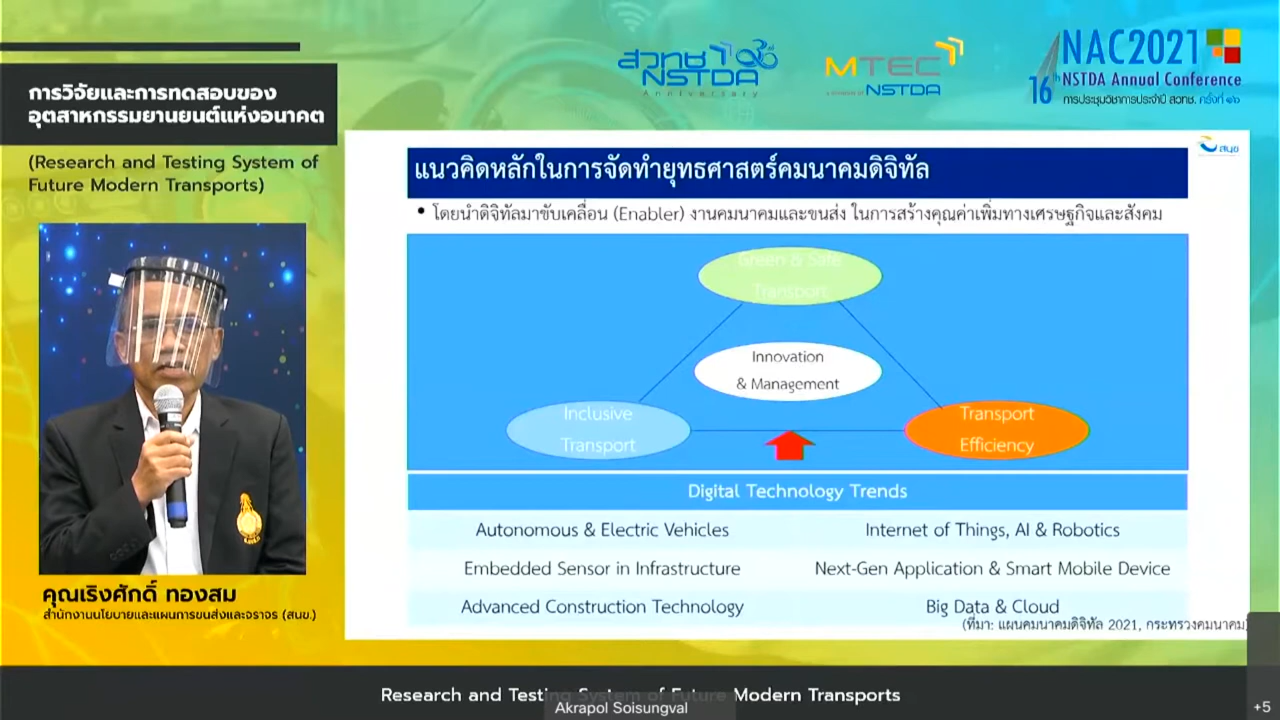 สวทช
NSTDA
Anniversary
MTEC
NSTDA
NAC2021
16th NSTDA Annual Conference
การประชุมวิชาการประจำปี สวทช. ครั้งที่ ๑๖
การวิจัยและการทดสอบของ
อุตสาหกรรมยานยนต์แห่งอนาคต
(Research and Testing System of
Future Modern Transports)
สนข
แนวคิดหลักในการจัดทำยุทธศาสตร์คมนาคมดิจิทัล
• โดยนำดิจิทัลมาขับเคลื่อน (Enabler) งานคมนาคมและขนส่ง ในการสร้างคุณค่าเพิ่มทางเศรษฐกิจและสังคม
Green & Safe
Transport
Innovation
& Management
Inclusive
Transport
Transport
Efficiency
Digital Technology Trends
Autonomous & Electric Vehicles
Internet of Things, AI & Robotics
Embedded Sensor in Infrastructure
Next-Gen Application & Smart Mobile Device
Advanced Construction Technology
Big Data & Cloud
(ที่มา: แผนคมนาคมดิจิทัล 2021, กระทรวงคมนาคม)
คุณเริงศักดิ์ ทองสม
สำนักงานนโยบายและแผนการขนส่งและจราจร (สนข.)
Research and Testing System of Future Modern Transports
Akrapol Soisungval
+5